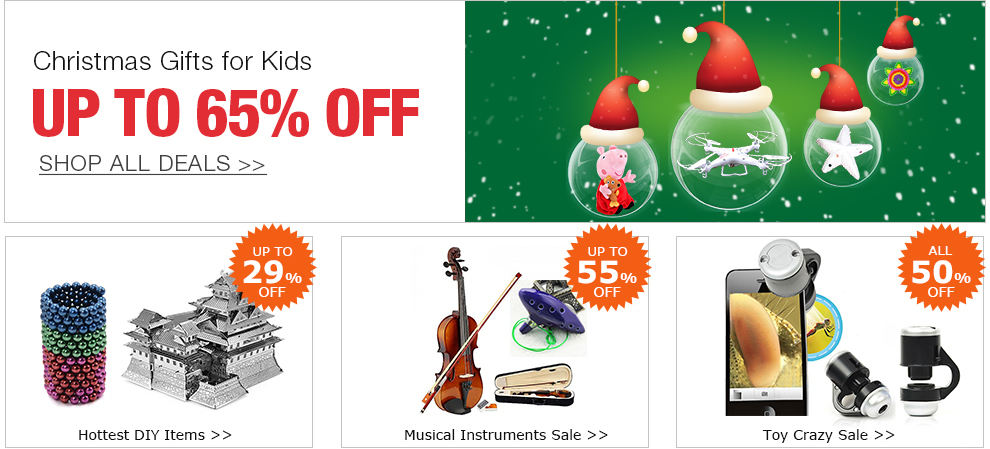 Christmas Gifts for Kids
UP TO 65% OFF
SHOP ALL DEALS >>
UP TO
29%
OFF
Hottest DIY Items >>
UP TO
55%
OFF
Musical Instruments Sale >>
ALL
50%
OFF
Toy Crazy Sale >>